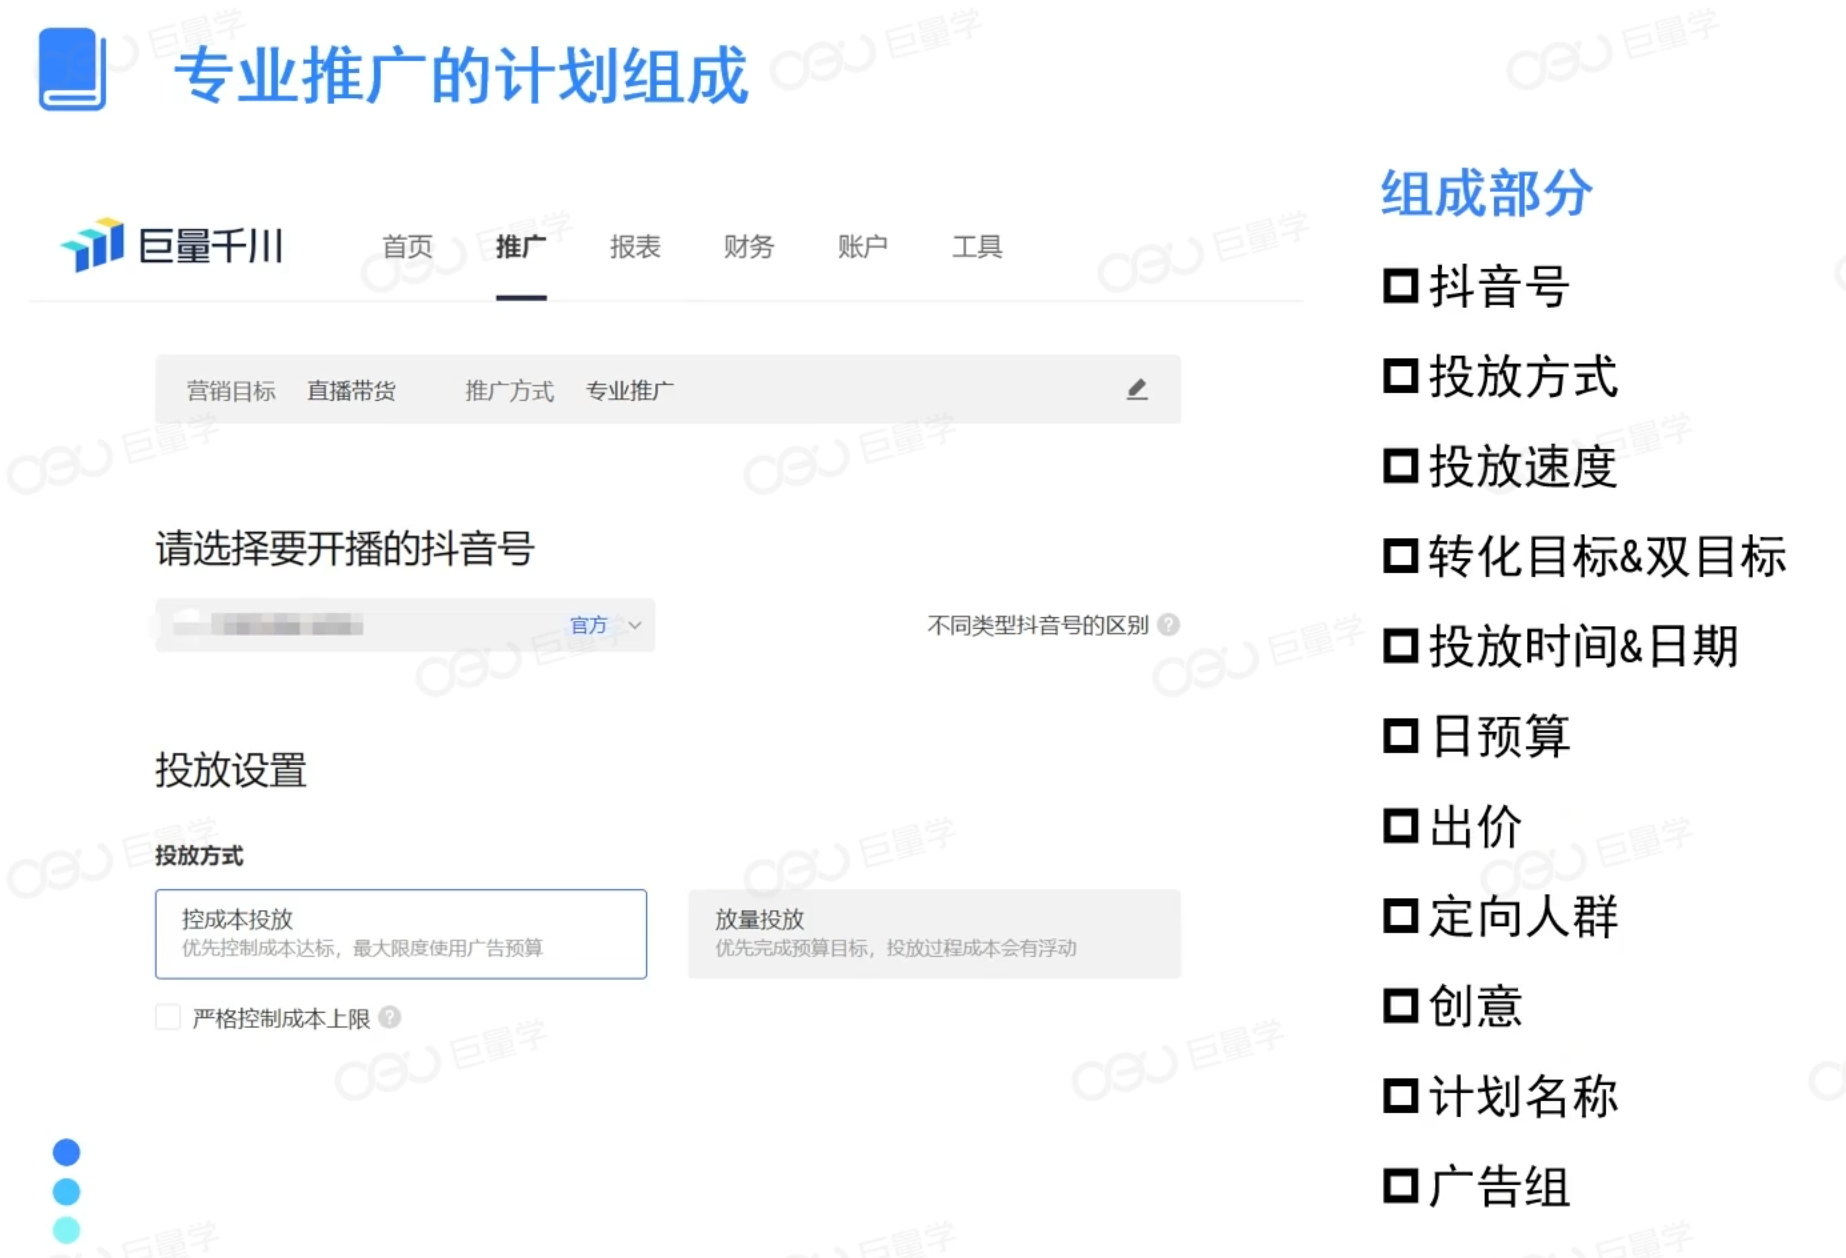 专业推广的计划组成
巨量千川 首页 推广 报表 财务 账户 工具
营销目标 直播带货 推广方式 专业推广
请选择要开播的抖音号
官方
不同类型抖音号的区别 ?
投放设置
投放方式
控成本投放
优先控制成本达标，最大限度使用广告预算
放量投放
优先完成预算目标，投放过程成本会有浮动
严格控制成本上限 ?
组成部分
抖音号
投放方式
投放速度
转化目标&双目标
投放时间&日期
日预算
出价
定向人群
创意
计划名称
广告组
巨量学